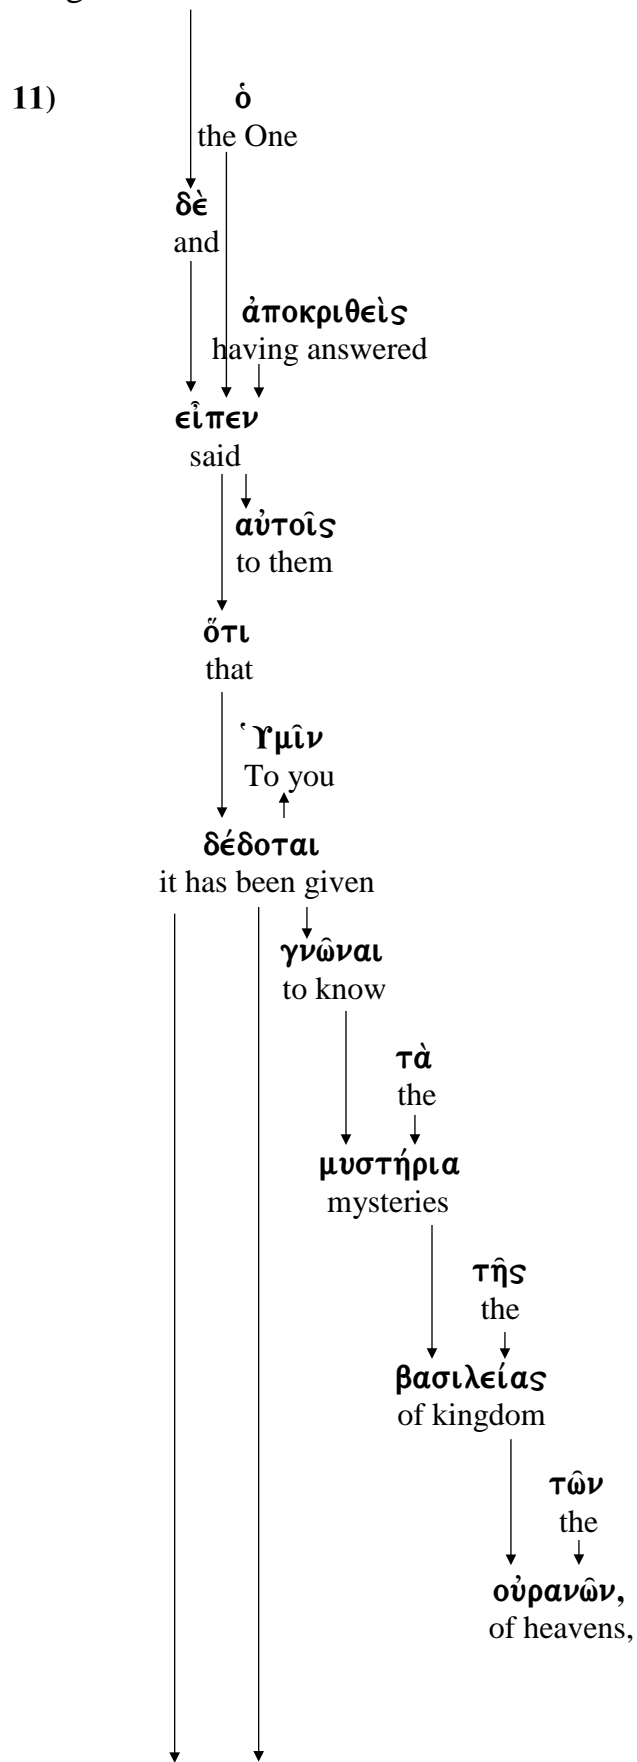 11)
ὁ
the One
δὲ
and
ἀποκριθεὶς
having answered
εἶπεν
said
αὐτοῖς
to them
ὅτι
that
Ὑμῖν
To you
δέδοται
it has been given
γνῶναι
to know
τὰ
the
μυστήρια
mysteries
τῆς
the
βασιλείας
of kingdom
τῶν
the
οὐρανῶν,
of heavens,